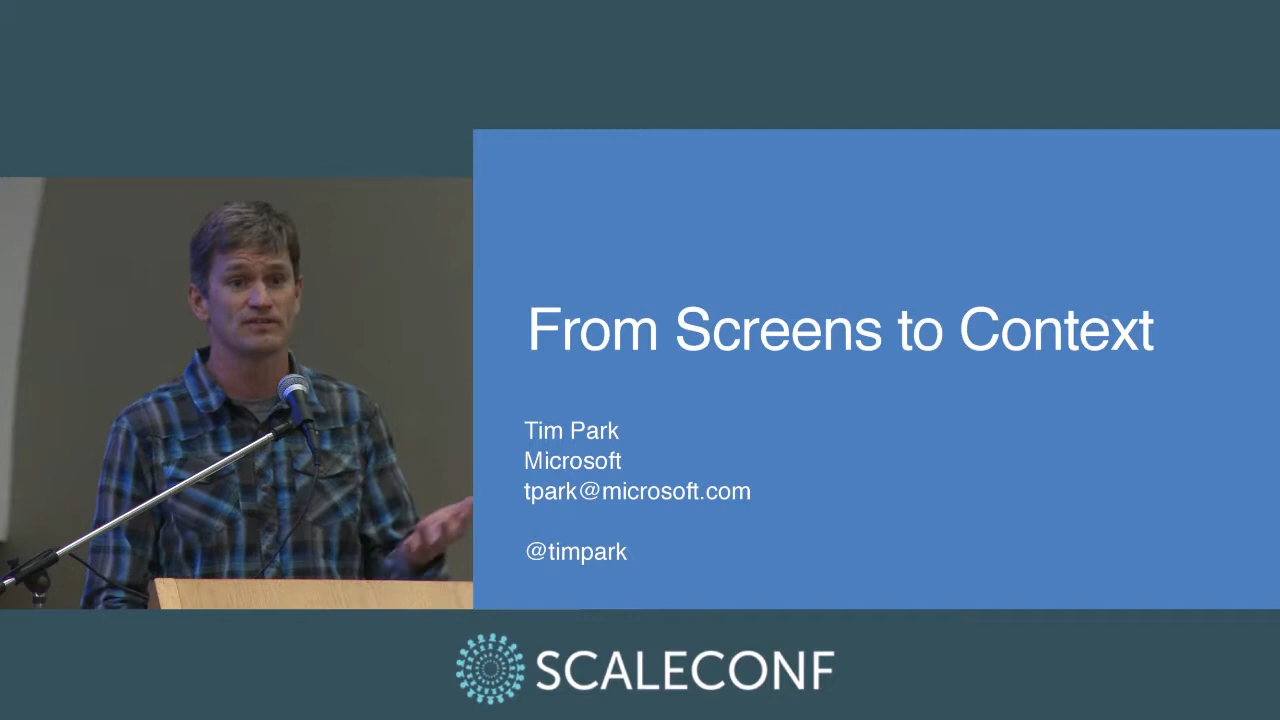 From Screens to Context
Tim Park
Microsoft
tpark@microsoft.com
@timpark
SCALECONF